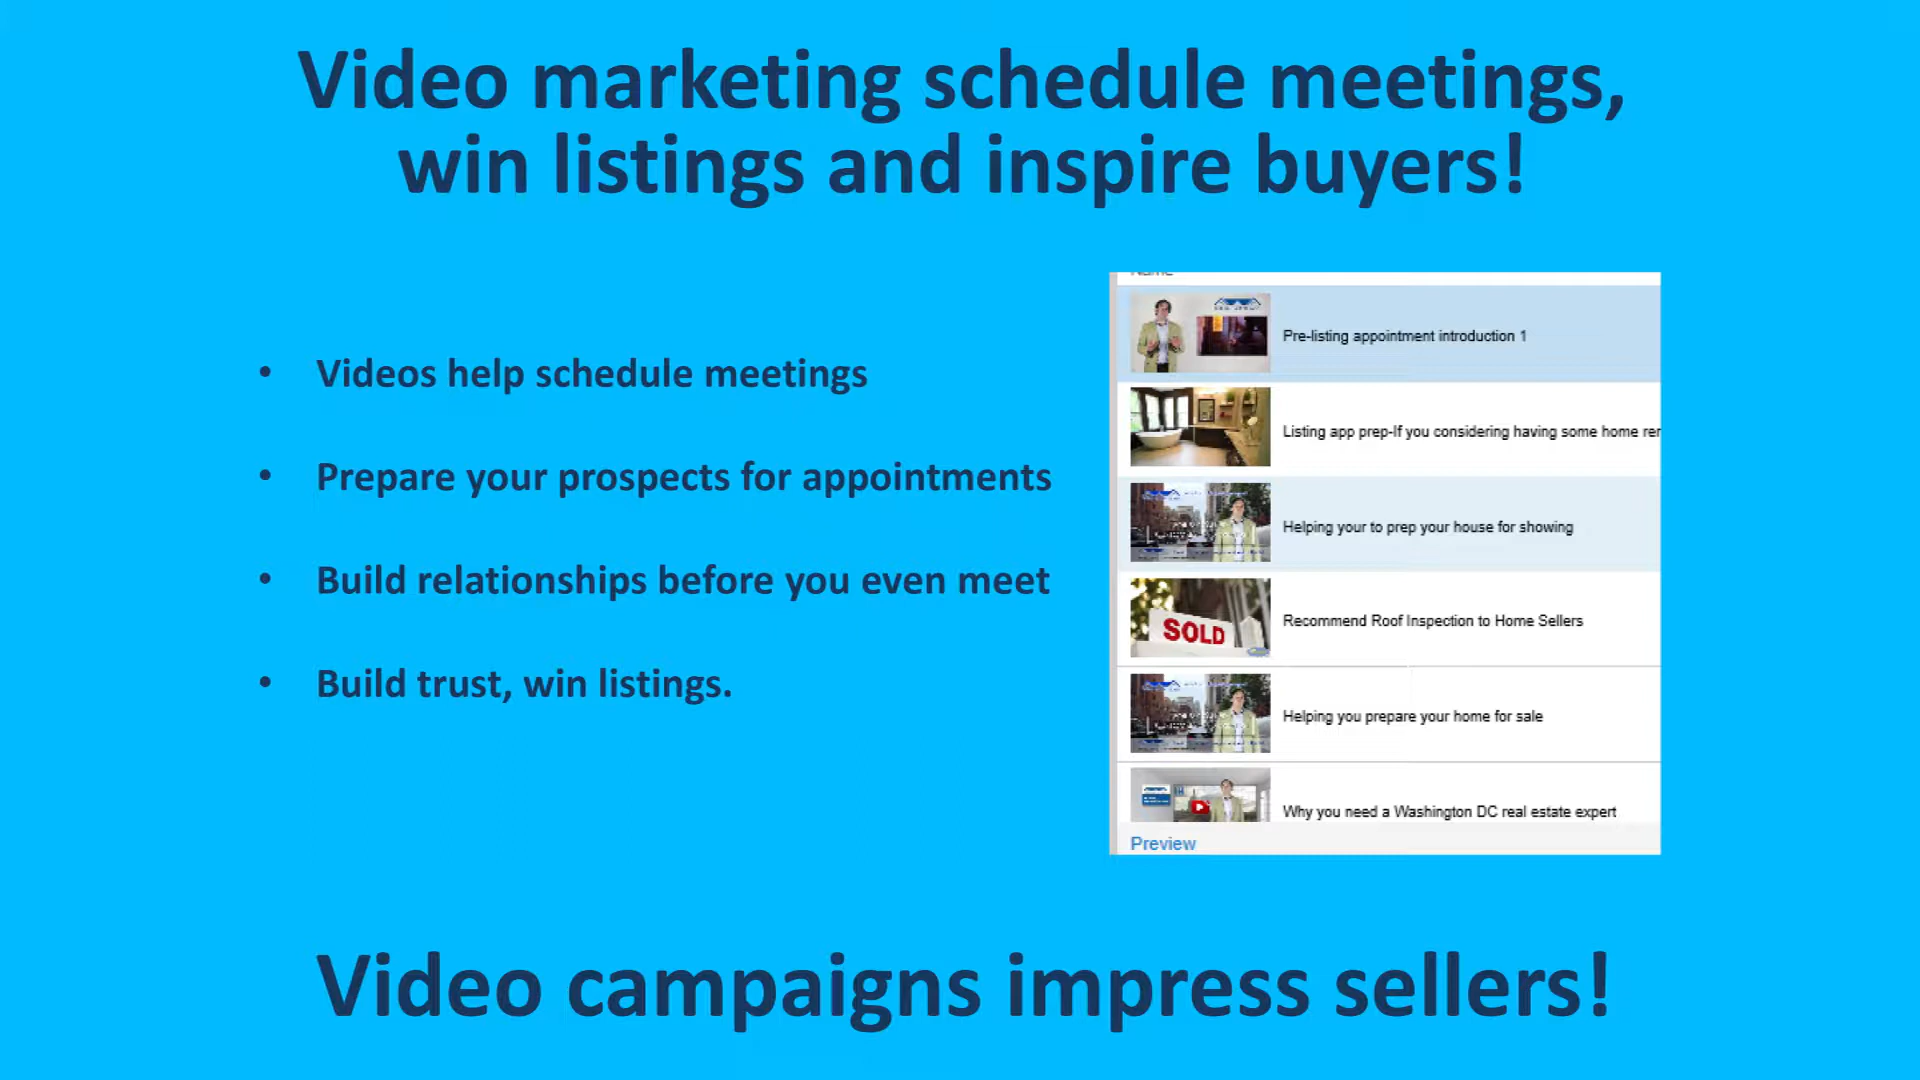 Video marketing schedule meetings,
win listings and inspire buyers!
• Videos help schedule meetings
• Prepare your prospects for appointments
• Build relationships before you even meet
• Build trust, win listings.
Pre-listing appointment introduction 1
Listing app prep-If you considering having some home rer
Helping your to prep your house for showing
Recommend Roof Inspection to Home Sellers
SOLD
Helping you prepare your home for sale
Why you need a Washington DC real estate expert
Preview
Video campaigns impress sellers!